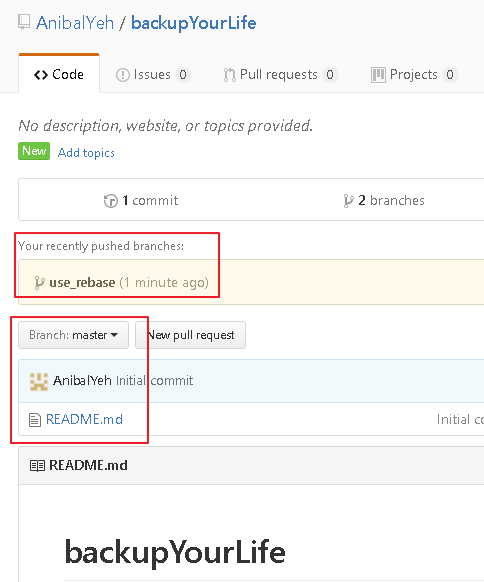 AnibalYeh / backupYourLife
Code Issues 0 Pull requests 0 Projects 0
No description, website, or topics provided.
New Add topics
1 commit 2 branches
Your recently pushed branches:
use_rebase (1 minute ago)
Branch: master New pull request
AnibalYeh Initial commit
README.md Initial
README.md
backupYourLife